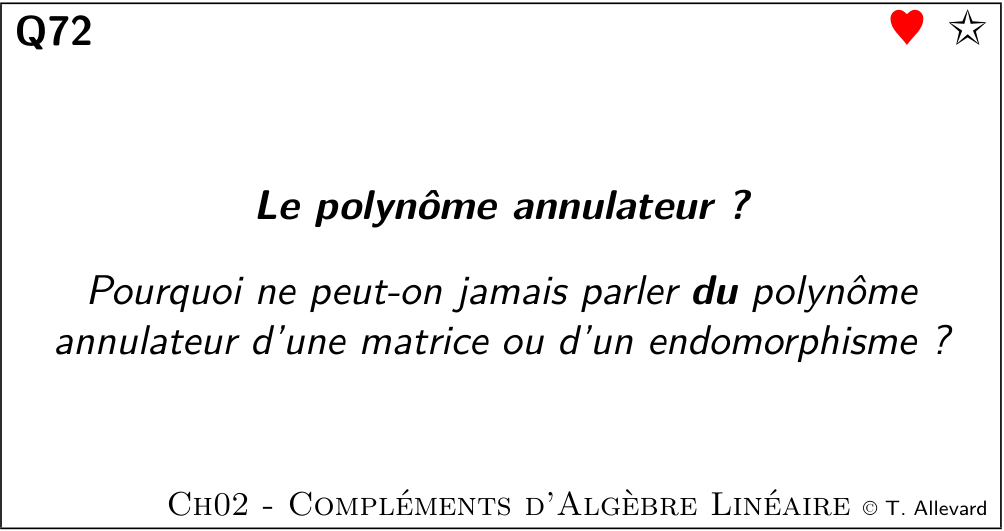 Q72
Le polynôme annulateur ?
Pourquoi ne peut-on jamais parler du polynôme
annulateur d'une matrice ou d'un endomorphisme ?
Ch02 - Compléments d'Algèbre Linéaire © T. Allevard